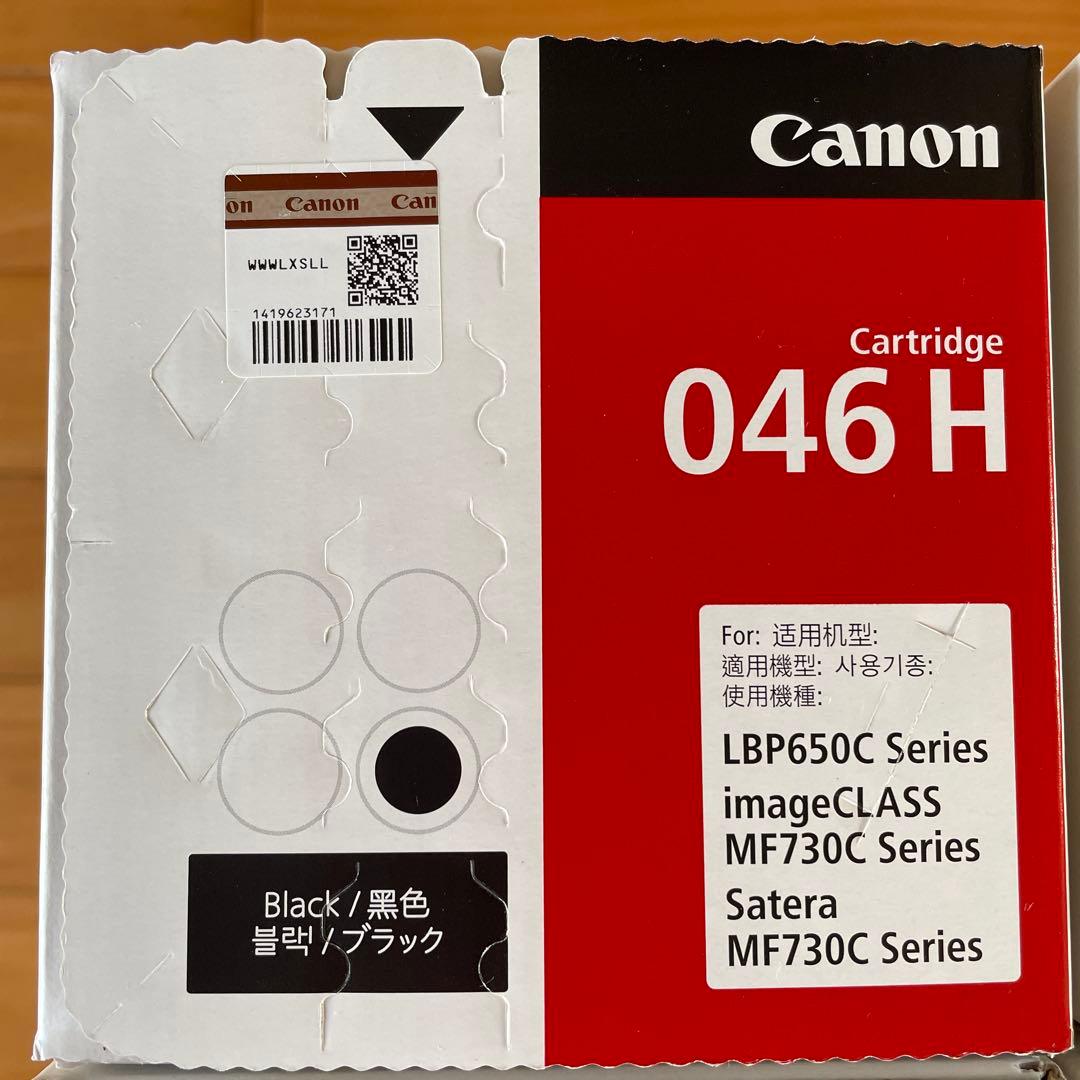 Canon
on Canon Can
WWWLXSLL
1419623171
Cartridge
046 H
For: 适用机型:
適用機型: 사용기종:
使用機種:
LBP650C Series
imageCLASS
MF730C Series
Satera
MF730C Series
Black / 黑色
블랙 / ブラック